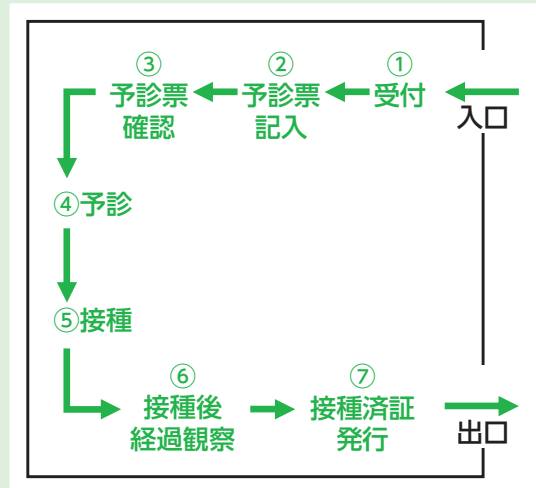 入口
①
受付
②
予診票
記入
③
予診票
確認
④予診
⑤接種
⑥
接種後
経過観察
⑦
接種済証
発行
出口